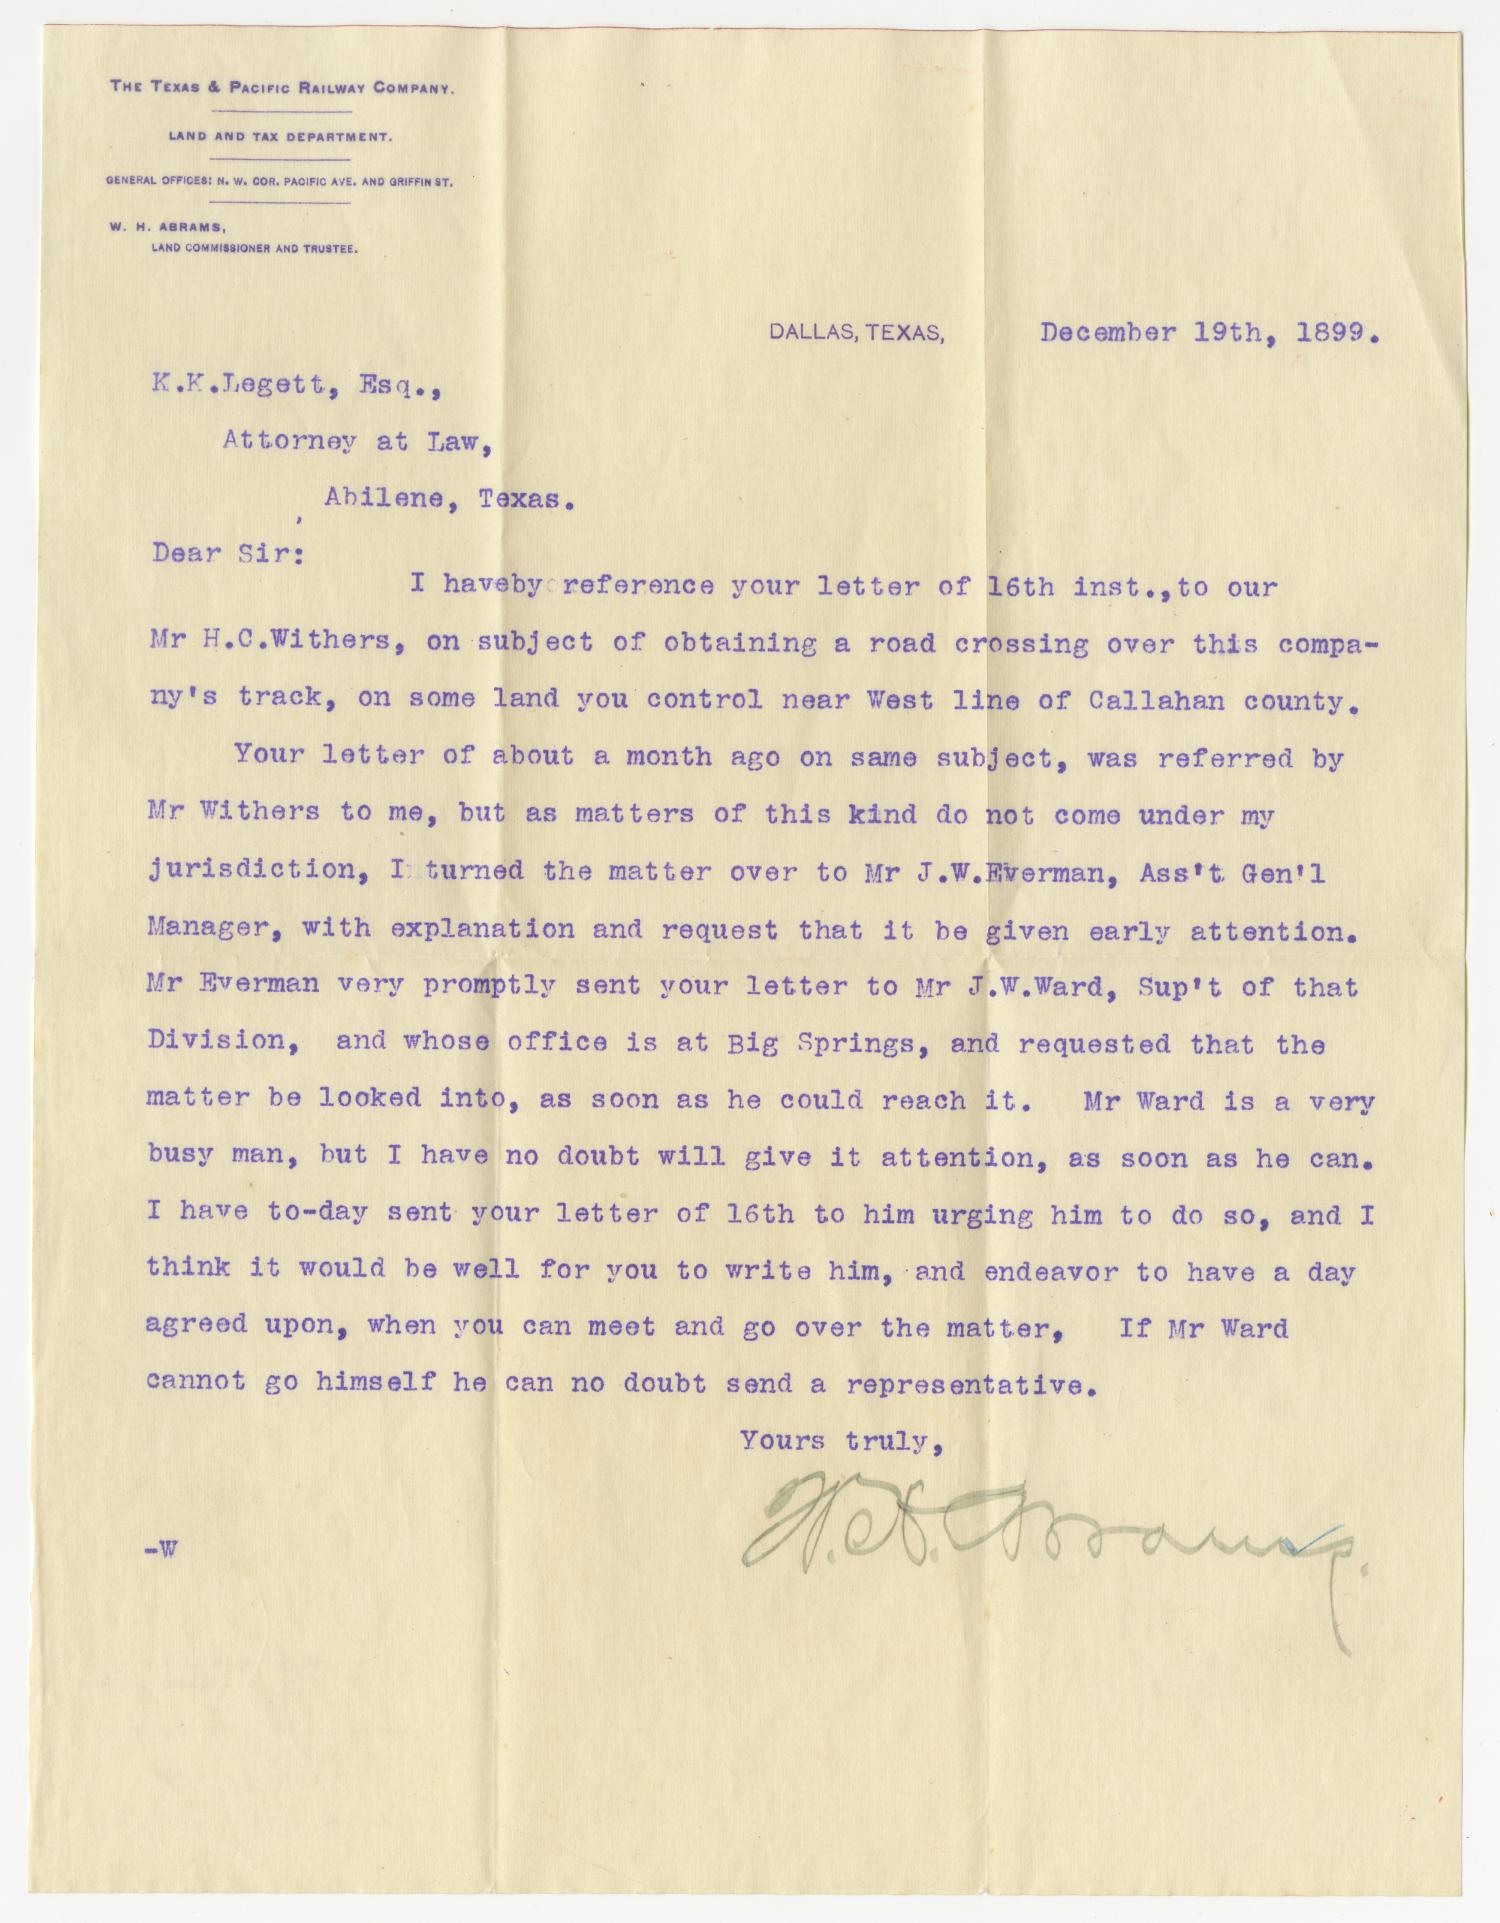 THE TEXAS & PACIFIC RAILWAY COMPANY.
LAND AND TAX DEPARTMENT.
GENERAL OFFICES: N. W. COR. PACIFIC AVE. AND GRIFFIN ST.
W. H. ABRAMS,
LAND COMMISSIONER AND TRUSTEE.
DALLAS, TEXAS, December 19th, 1899.
K.K.Legett, Esq.,
Attorney at Law,
Abilene, Texas.
Dear Sir:
I haveby reference your letter of 16th inst.,to our
Mr H.C.Withers, on subject of obtaining a road crossing over this compa-
ny's track, on some land you control near West line of Callahan county.
Your letter of about a month ago on same subject, was referred by
Mr Withers to me, but as matters of this kind do not come under my
jurisdiction, I turned the matter over to Mr J.W.Everman, Ass't Gen'l
Manager, with explanation and request that it be given early attention.
Mr Everman very promptly sent your letter to Mr J.W.Ward, Sup't of that
Division, and whose office is at Big Springs, and requested that the
matter be looked into, as soon as he could reach it. Mr Ward is a very
busy man, but I have no doubt will give it attention, as soon as he can.
I have to-day sent your letter of 16th to him urging him to do so, and I
think it would be well for you to write him, and endeavor to have a day
agreed upon, when you can meet and go over the matter, If Mr Ward
cannot go himself he can no doubt send a representative.
Yours truly,
W. H. Abrams.
-W